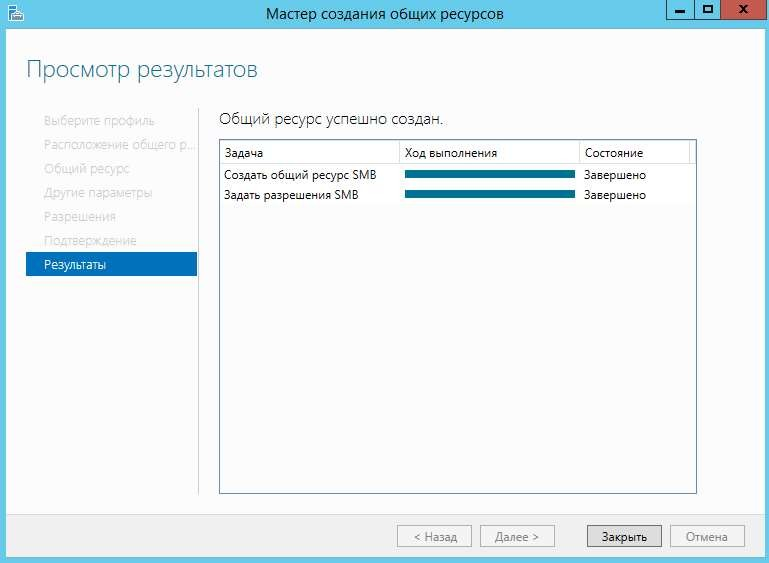 Мастер создания общих ресурсов
Просмотр результатов
Выберите профиль
Расположение общего р...
Общий ресурс
Другие параметры
Разрешения
Подтверждение
Результаты
Общий ресурс успешно создан.
Задача Ход выполнения Состояние
Создать общий ресурс SMB Завершено
Задать разрешения SMB Завершено
< Назад Далее > Закрыть Отмена